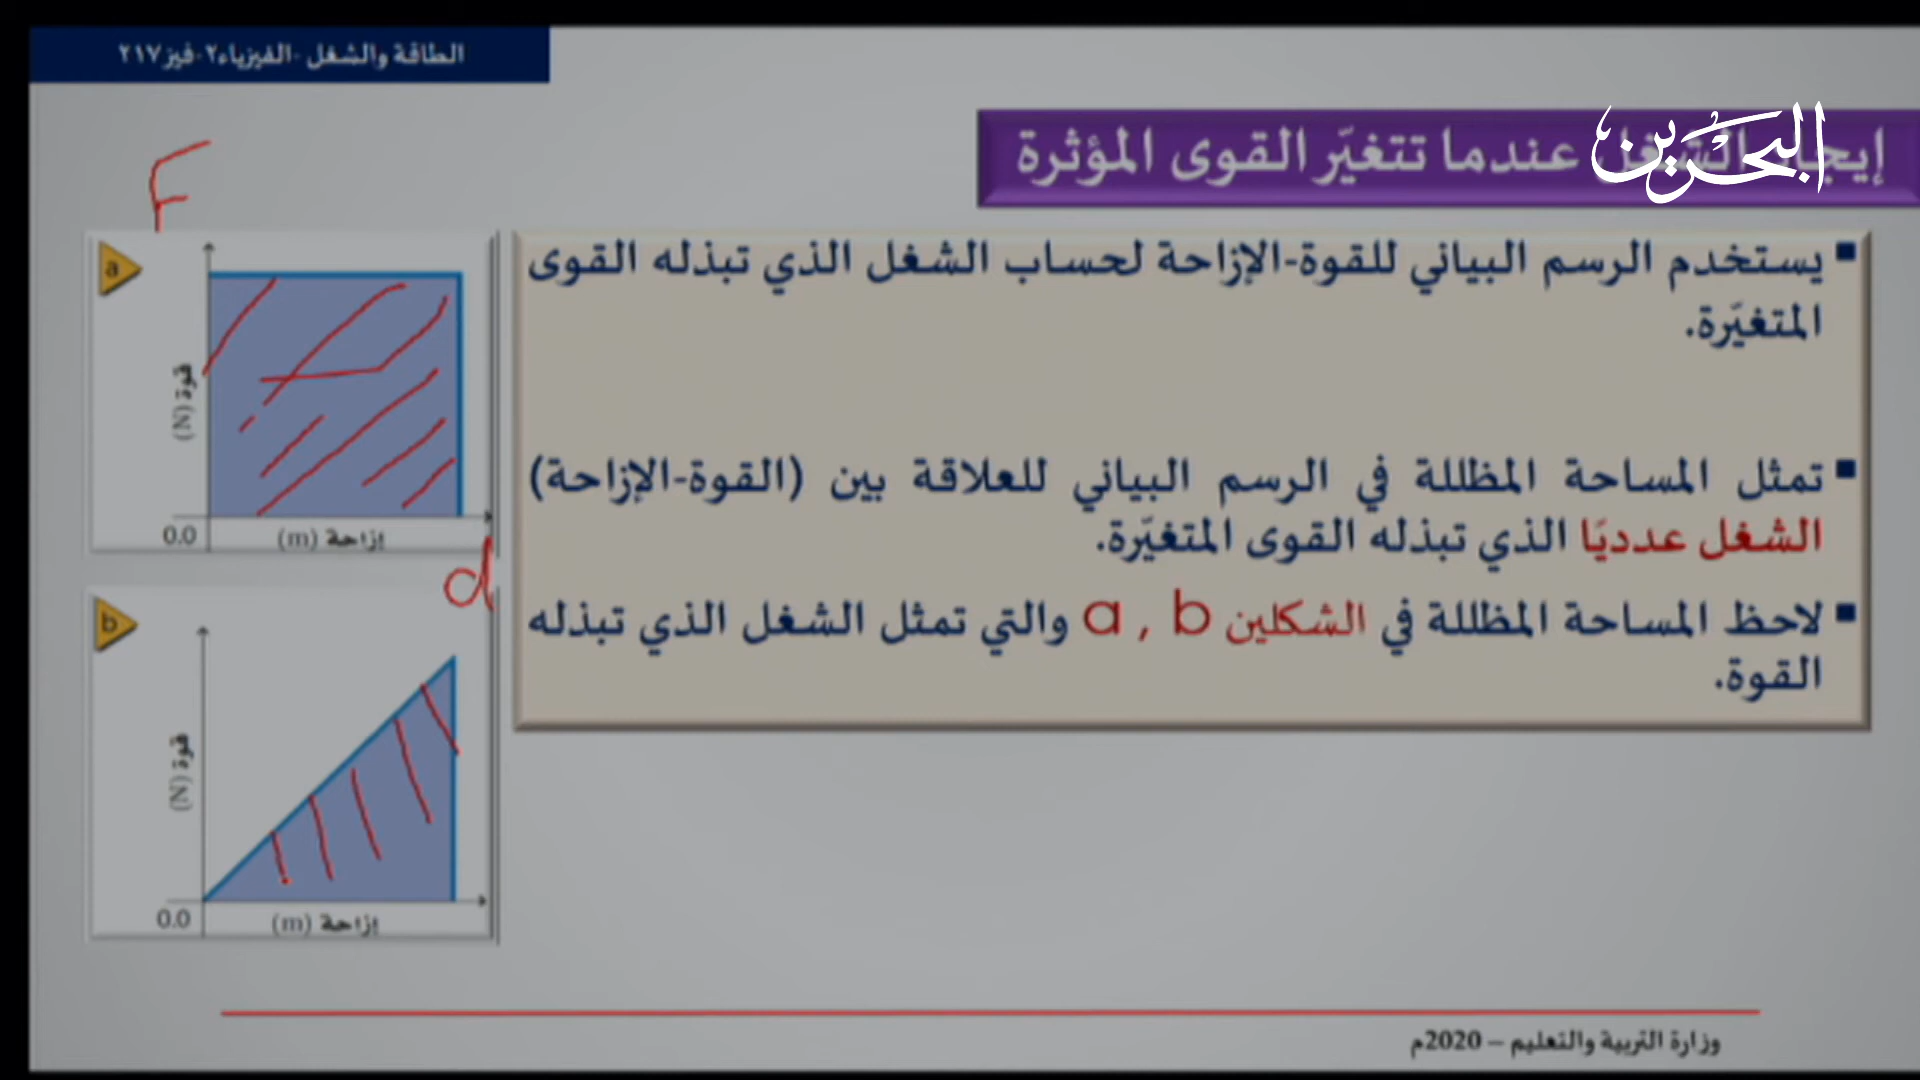 الطاقة والشغل -الفيزياء٢-فيز٢١٧
إيجاد الشغل عندما تتغيّر القوى المؤثرة
البحرين
يستخدم الرسم البياني للقوة-الإزاحة لحساب الشغل الذي تبذله القوى
المتغيّرة.
تمثل المساحة المظللة في الرسم البياني للعلاقة بين (القوة-الإزاحة)
الشغل عدديًا الذي تبذله القوى المتغيّرة.
لاحظ المساحة المظللة في الشكلين a , b والتي تمثل الشغل الذي تبذله
القوة.
F
a
قوة (N)
0.0
إزاحة (m)
d
b
قوة (N)
0.0
إزاحة (m)
وزارة التربية والتعليم – 2020م